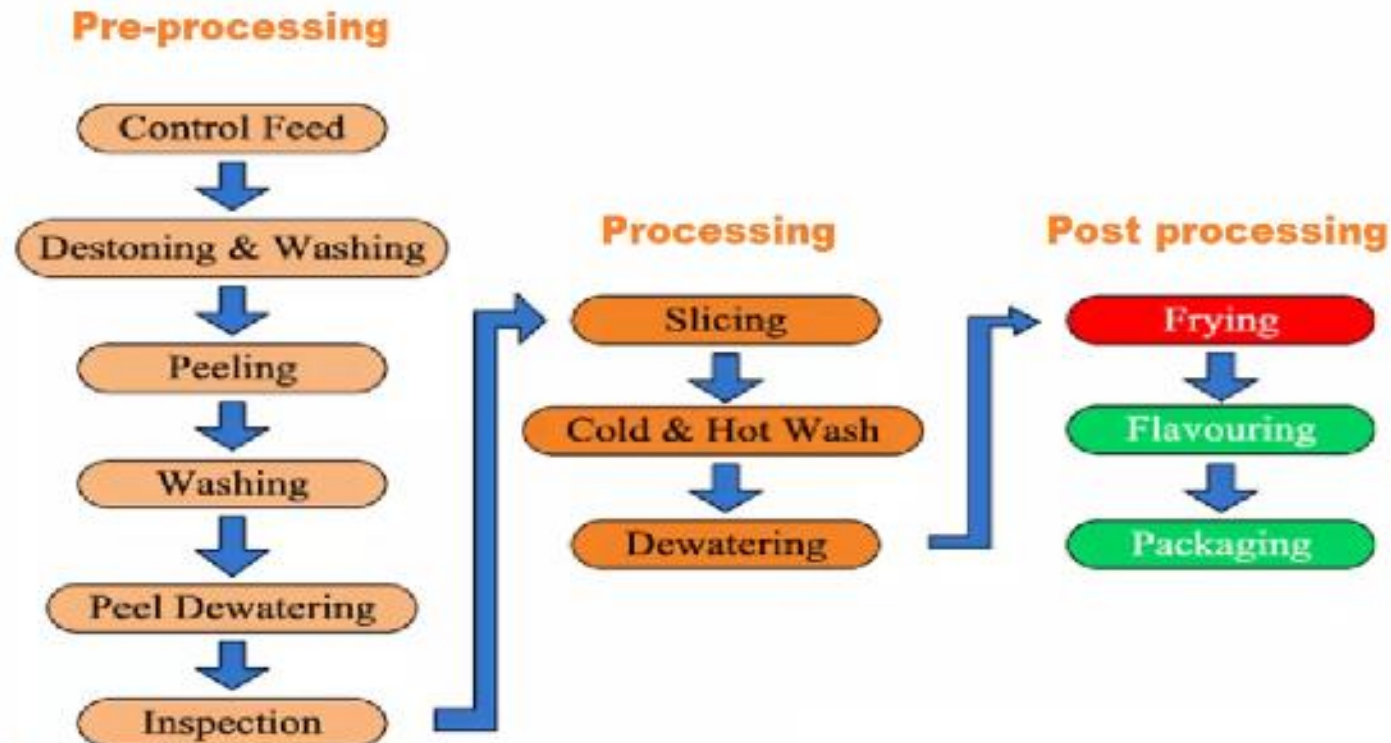 Pre-processing
Control Feed
Destoning & Washing
Peeling
Washing
Peel Dewatering
Inspection
Processing
Slicing
Cold & Hot Wash
Dewatering
Post processing
Frying
Flavouring
Packaging